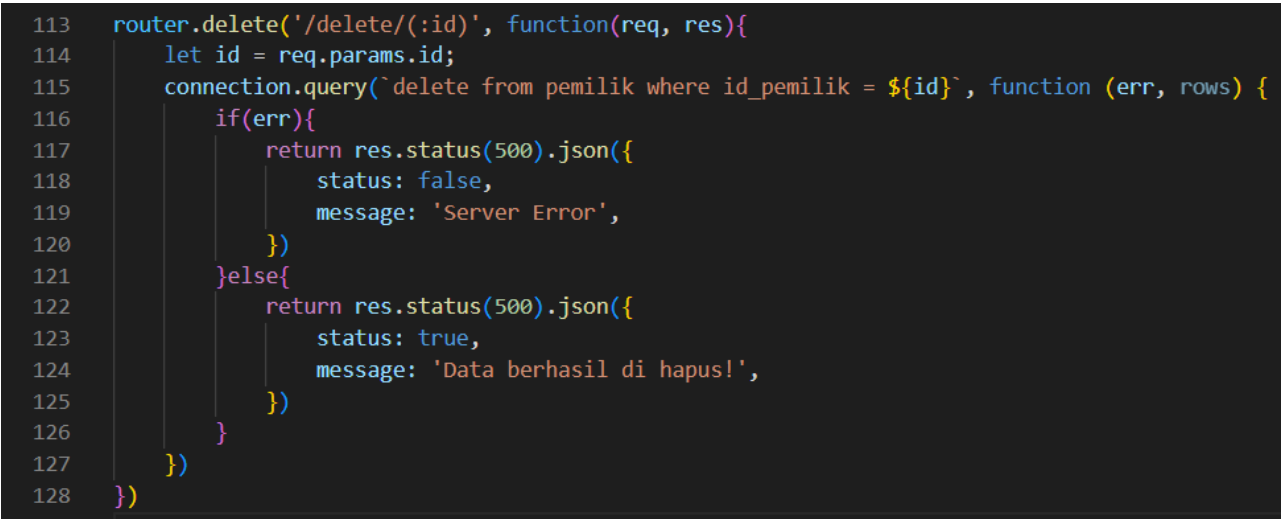 113 router.delete('/delete/(:id)', function(req, res){
114     let id = req.params.id;
115     connection.query(`delete from pemilik where id_pemilik = ${id}`, function (err, rows) {
116         if(err){
117             return res.status(500).json({
118                 status: false,
119                 message: 'Server Error',
120             })
121         }else{
122             return res.status(500).json({
123                 status: true,
124                 message: 'Data berhasil di hapus!',
125             })
126         }
127     })
128 })